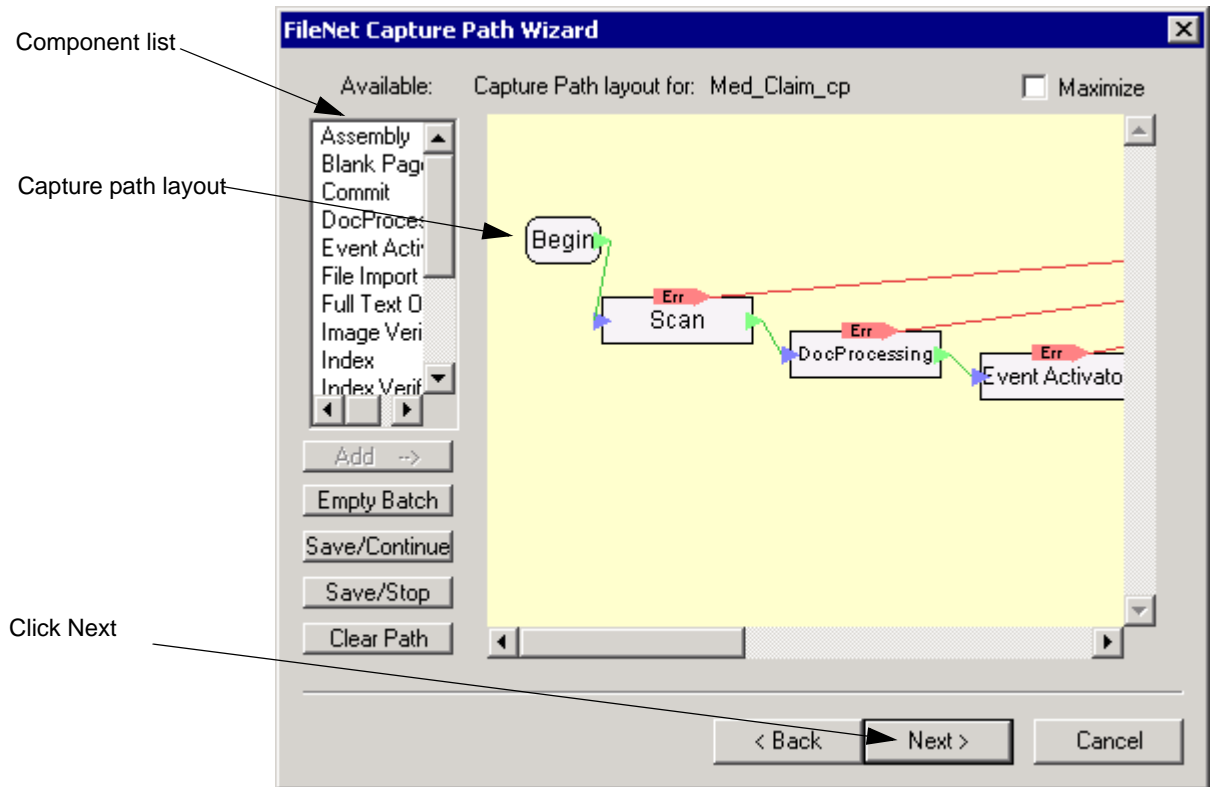 FileNet Capture Path Wizard
Component list
Available:
Capture Path layout for: Med_Claim_cp
Maximize
Assembly
Blank Pag
Commit
DocProces
Event Acti
File Import
Full Text O
Image Veri
Index
Index Verif
Capture path layout
Begin
Err
Scan
Err
DocProcessing
Err
Event Activato
Add -->
Empty Batch
Save/Continue
Save/Stop
Clear Path
Click Next
< Back
Next >
Cancel